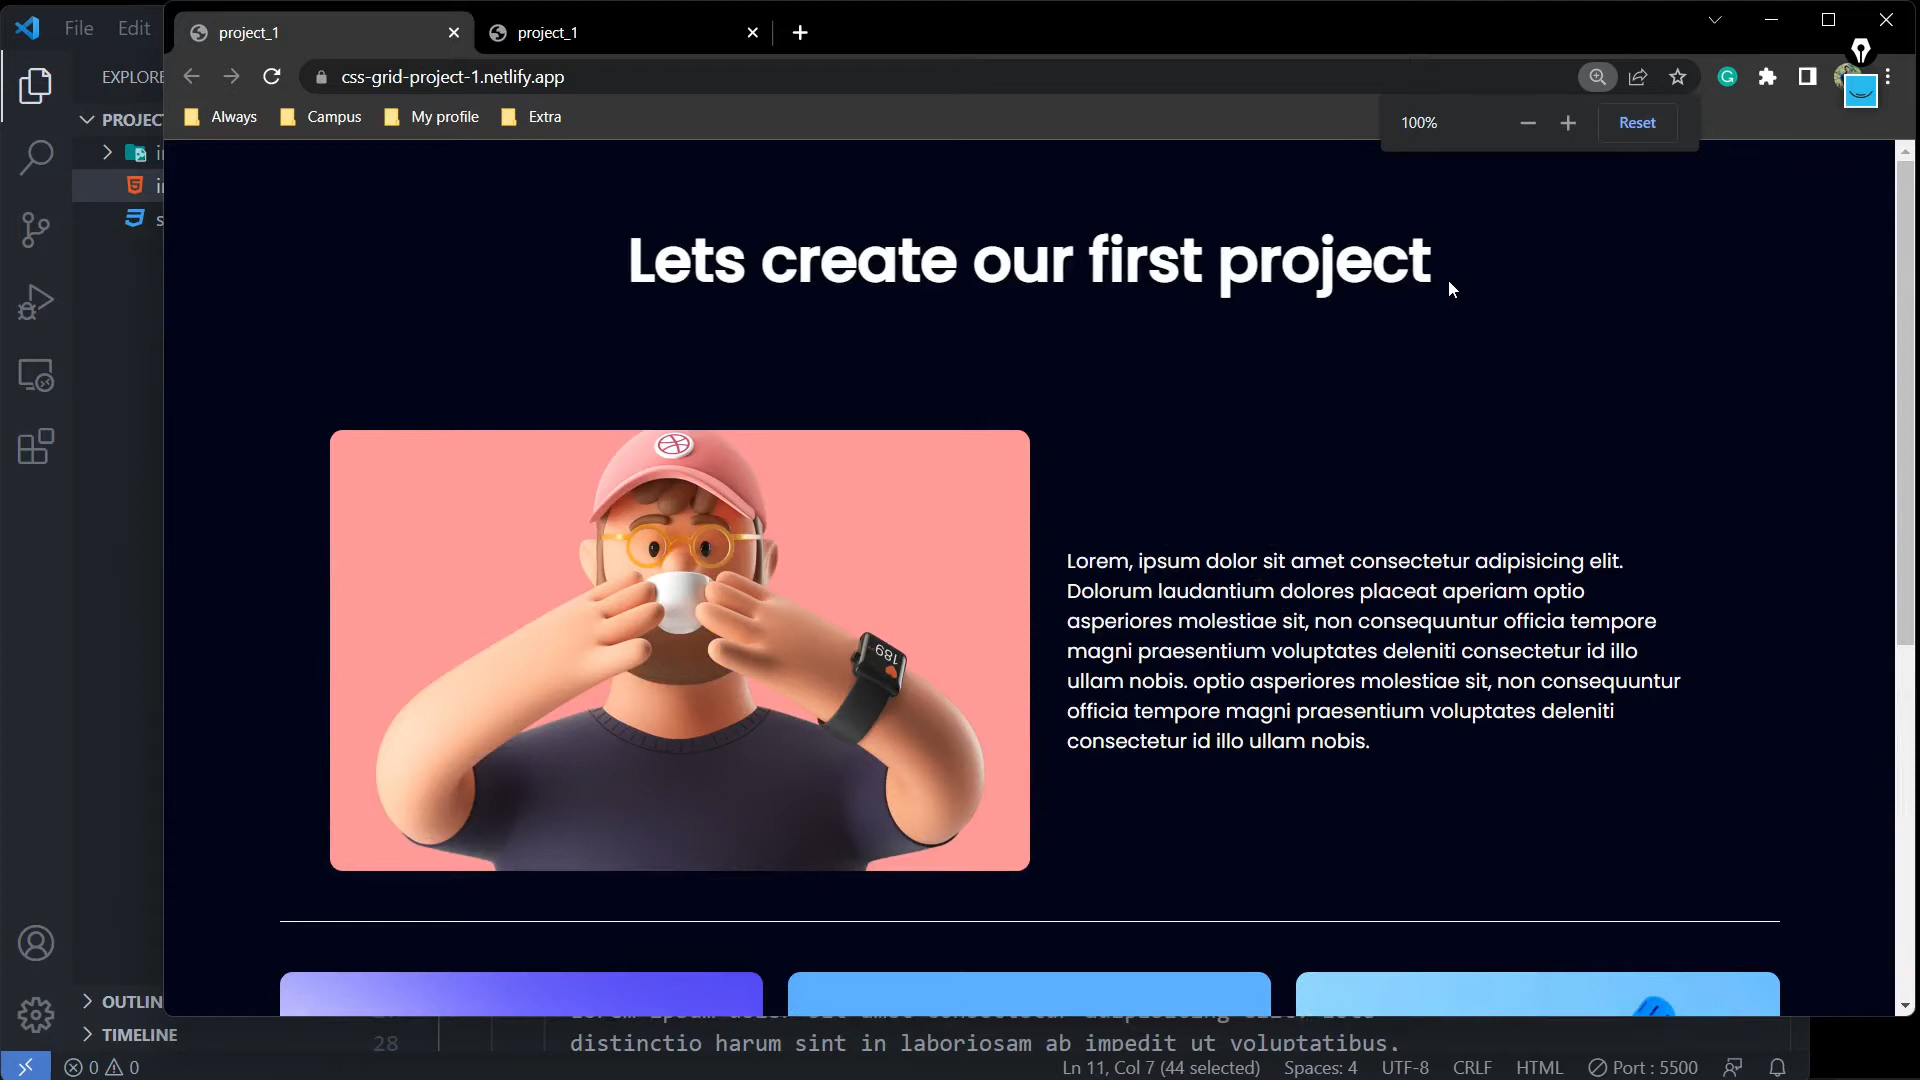 File Edit
project_1
project_1
EXPLORE
css-grid-project-1.netlify.app
PROJEC
Always
Campus
My profile
Extra
100%
Reset
Lets create our first project
189
Lorem, ipsum dolor sit amet consectetur adipisicing elit.
Dolorum laudantium dolores placeat aperiam optio
asperiores molestiae sit, non consequuntur officia tempore
magni praesentium voluptates deleniti consectetur id illo
ullam nobis. optio asperiores molestiae sit, non consequuntur
officia tempore magni praesentium voluptates deleniti
consectetur id illo ullam nobis.
OUTLIN
TIMELINE
28
distinctio harum sint in laboriosam ab impedit ut voluptatibus.
0 0
Ln 11, Col 7 (44 selected) Spaces: 4 UTF-8 CRLF HTML Port : 5500